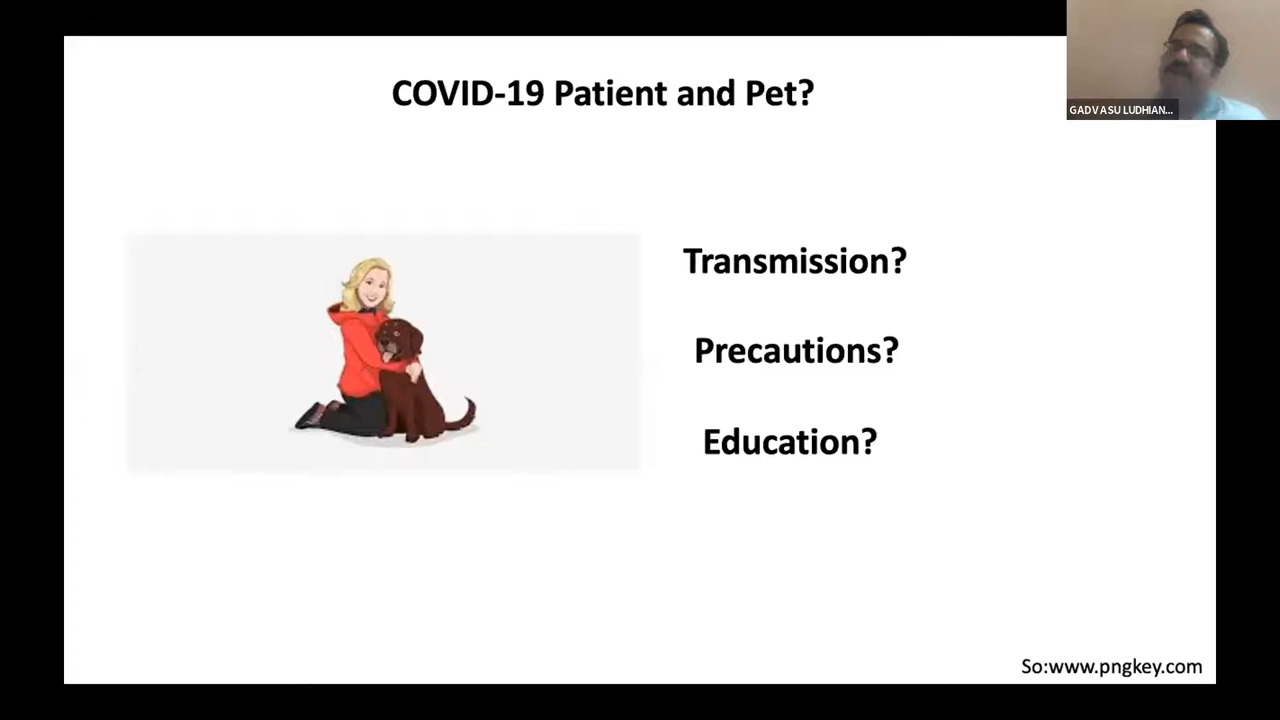 COVID-19 Patient and Pet?
GADVASU LUDHIAN...
Transmission?
Precautions?
Education?
So:www.pngkey.com